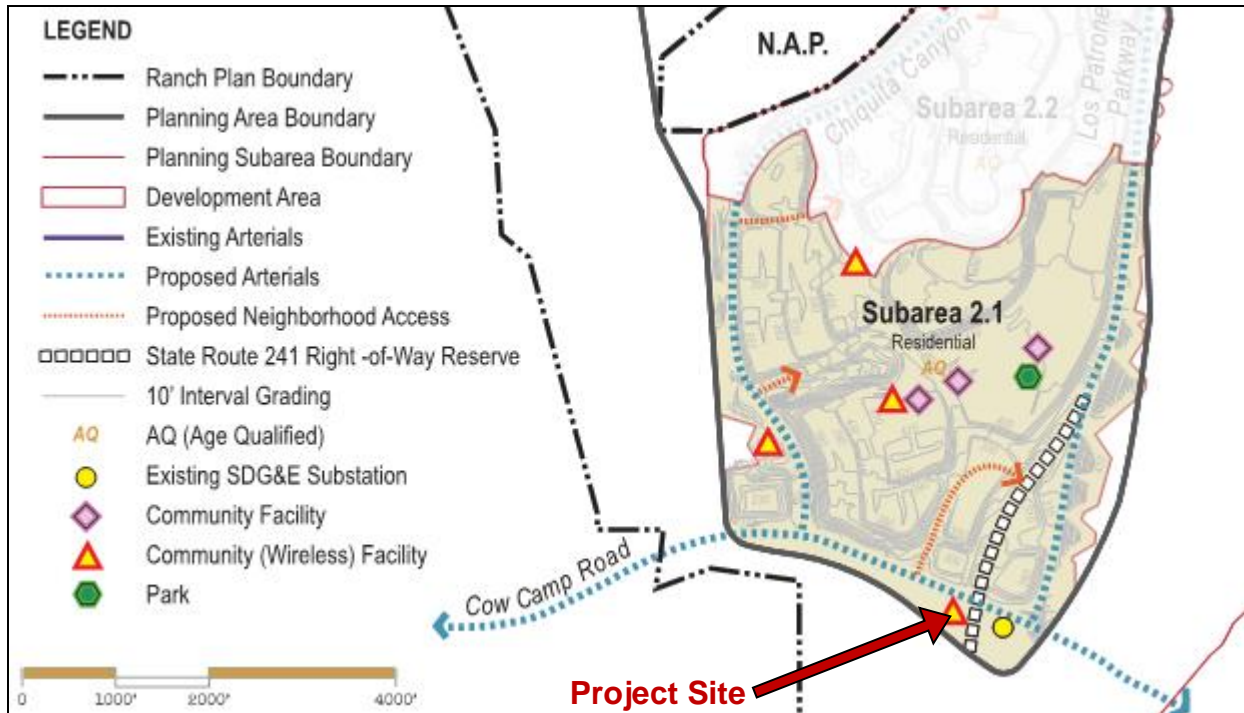 LEGEND
Ranch Plan Boundary
Planning Area Boundary
Planning Subarea Boundary
Development Area
Existing Arterials
Proposed Arterials
Proposed Neighborhood Access
State Route 241 Right -of-Way Reserve
10' Interval Grading
AQ AQ (Age Qualified)
Existing SDG&E Substation
Community Facility
Community (Wireless) Facility
Park
0 1000' 2000' 4000'
N.A.P.
Chiquita Canyon
Los Patrones
Parkway
Subarea 2.2
Residential
AQ
Subarea 2.1
Residential
AQ
Cow Camp Road
Project Site